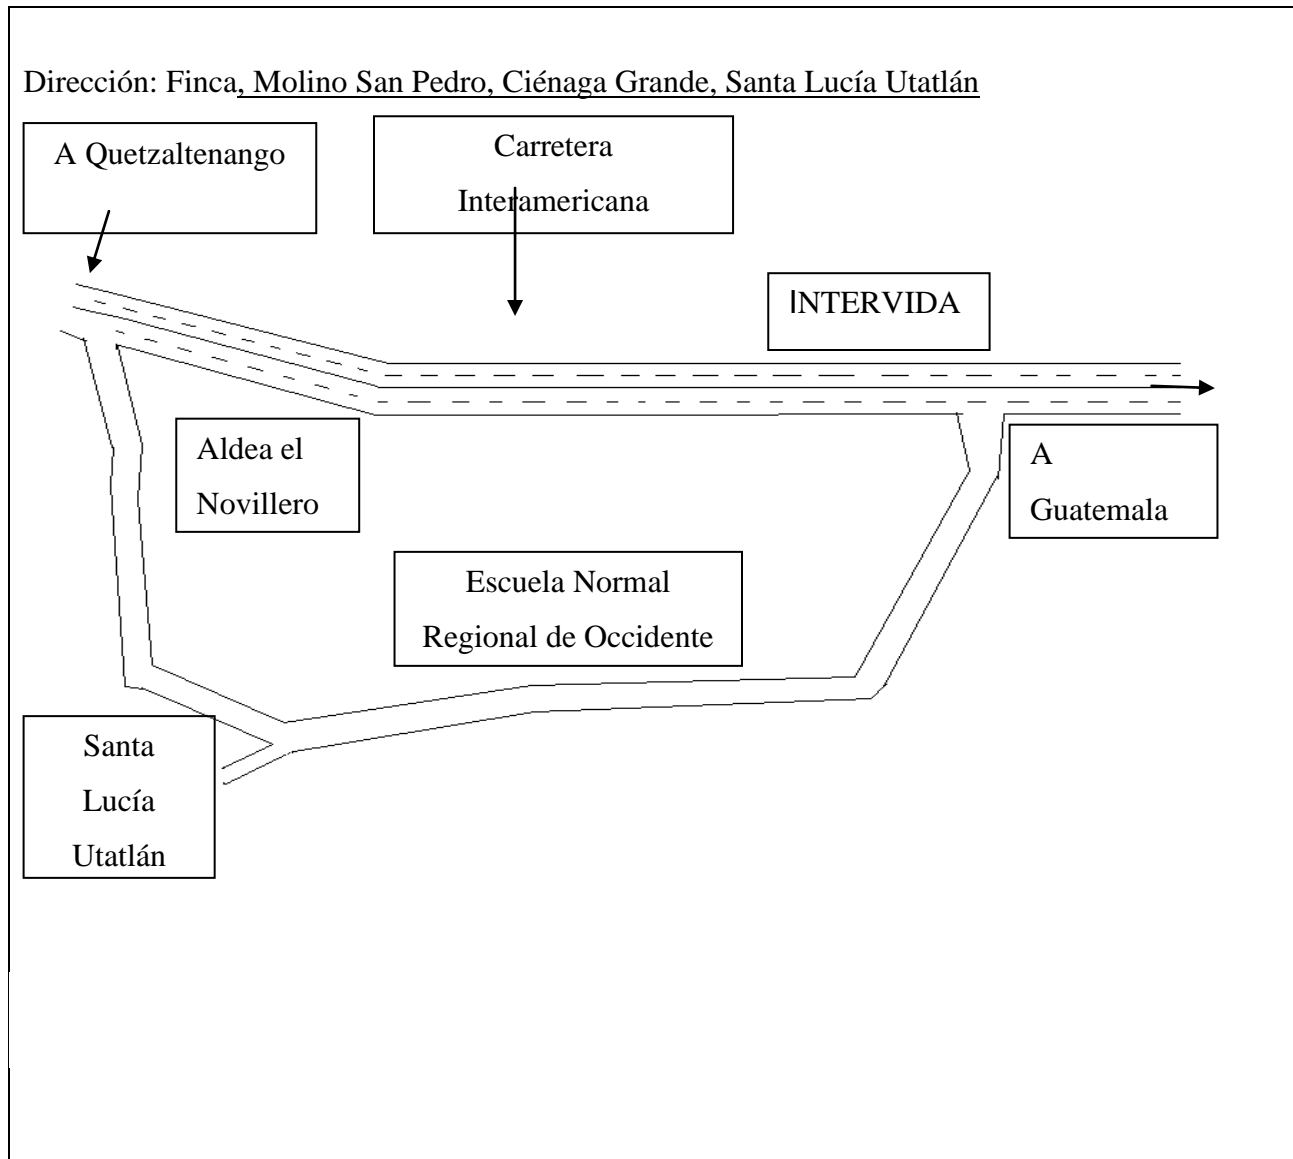 Dirección: Finca, Molino San Pedro, Ciénaga Grande, Santa Lucía Utatlán
A Quetzaltenango
Carretera
Interamericana
INTERVIDA
Aldea el
Novillero
A
Guatemala
Escuela Normal
Regional de Occidente
Santa
Lucía
Utatlán